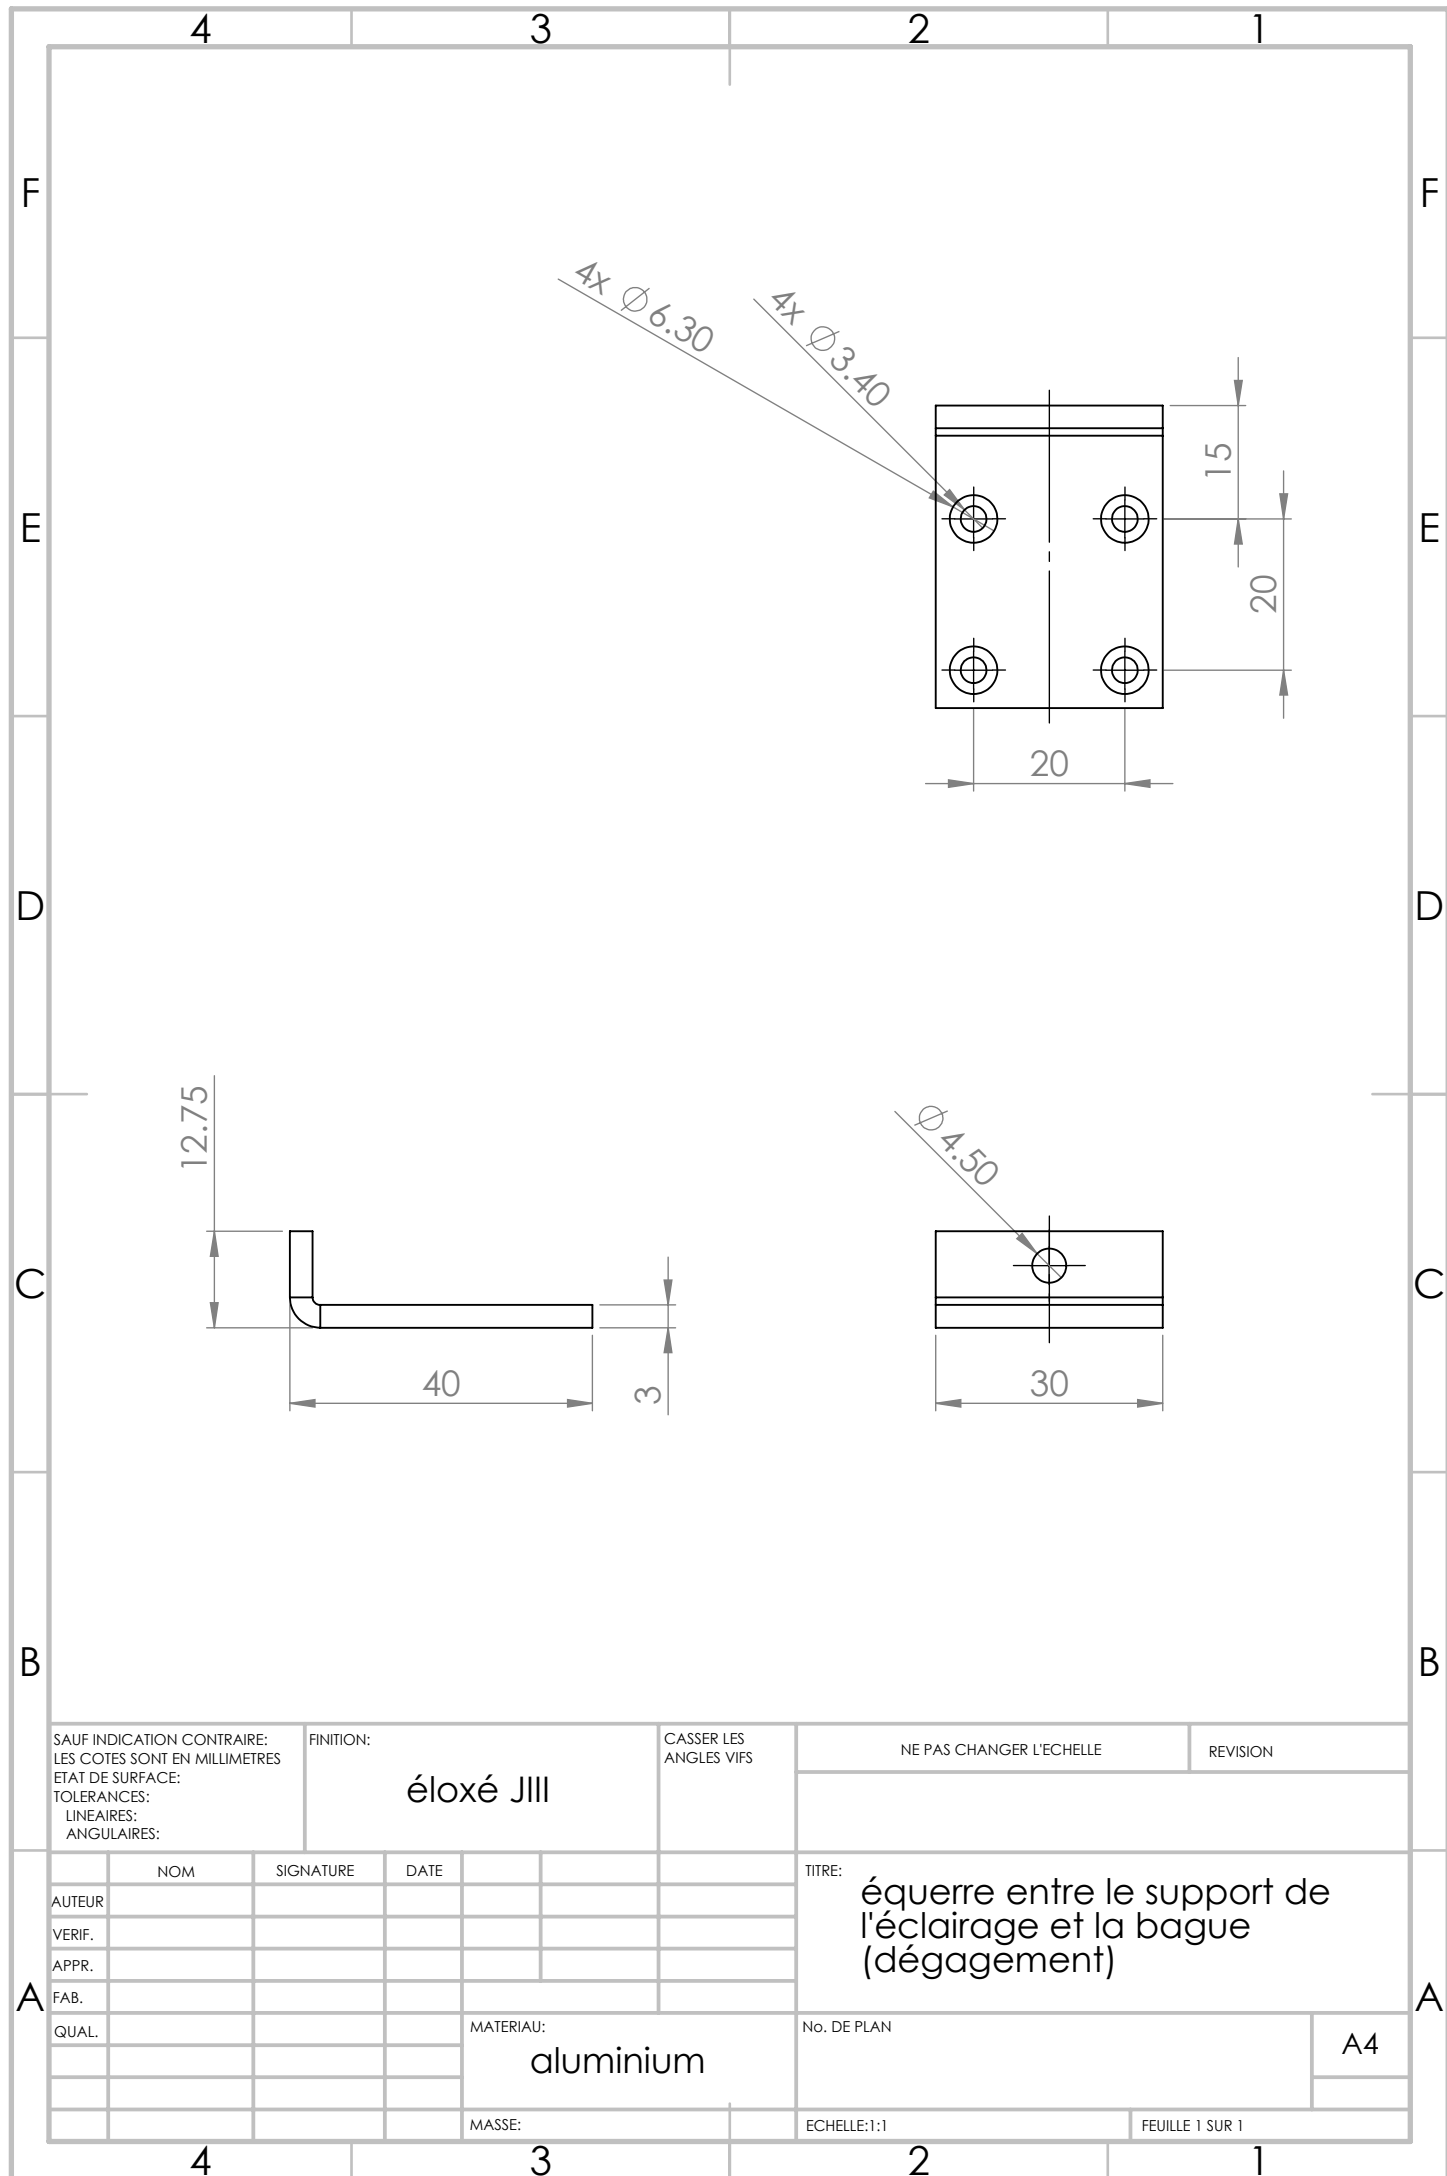 4 3 2 1
F F
4x Ø6.30
4x Ø3.40
15
E E
20
20
D D
12.75
Ø4.50
C C
40
3
30
B B
SAUF INDICATION CONTRAIRE:
LES COTES SONT EN MILLIMETRES
ETAT DE SURFACE:
TOLERANCES:
LINEAIRES:
ANGULAIRES:
FINITION:
éloxé JIII
CASSER LES
ANGLES VIFS
NE PAS CHANGER L'ECHELLE
REVISION
NOM SIGNATURE DATE
AUTEUR
VERIF.
APPR.
FAB.
QUAL.
TITRE:
équerre entre le support de
l'éclairage et la bague
(dégagement)
A A
MATERIAU:
aluminium
No. DE PLAN
A4
MASSE:
ECHELLE:1:1
FEUILLE 1 SUR 1
4 3 2 1